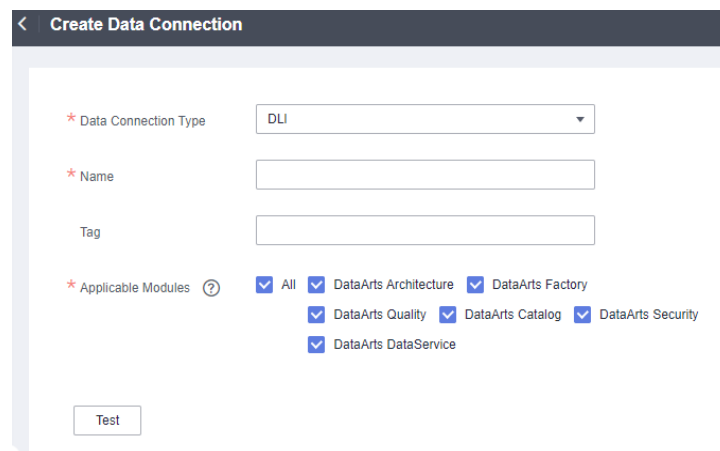 Create Data Connection
* Data Connection Type DLI
* Name
Tag
* Applicable Modules ? All DataArts Architecture DataArts Factory
DataArts Quality DataArts Catalog DataArts Security
DataArts DataService
Test